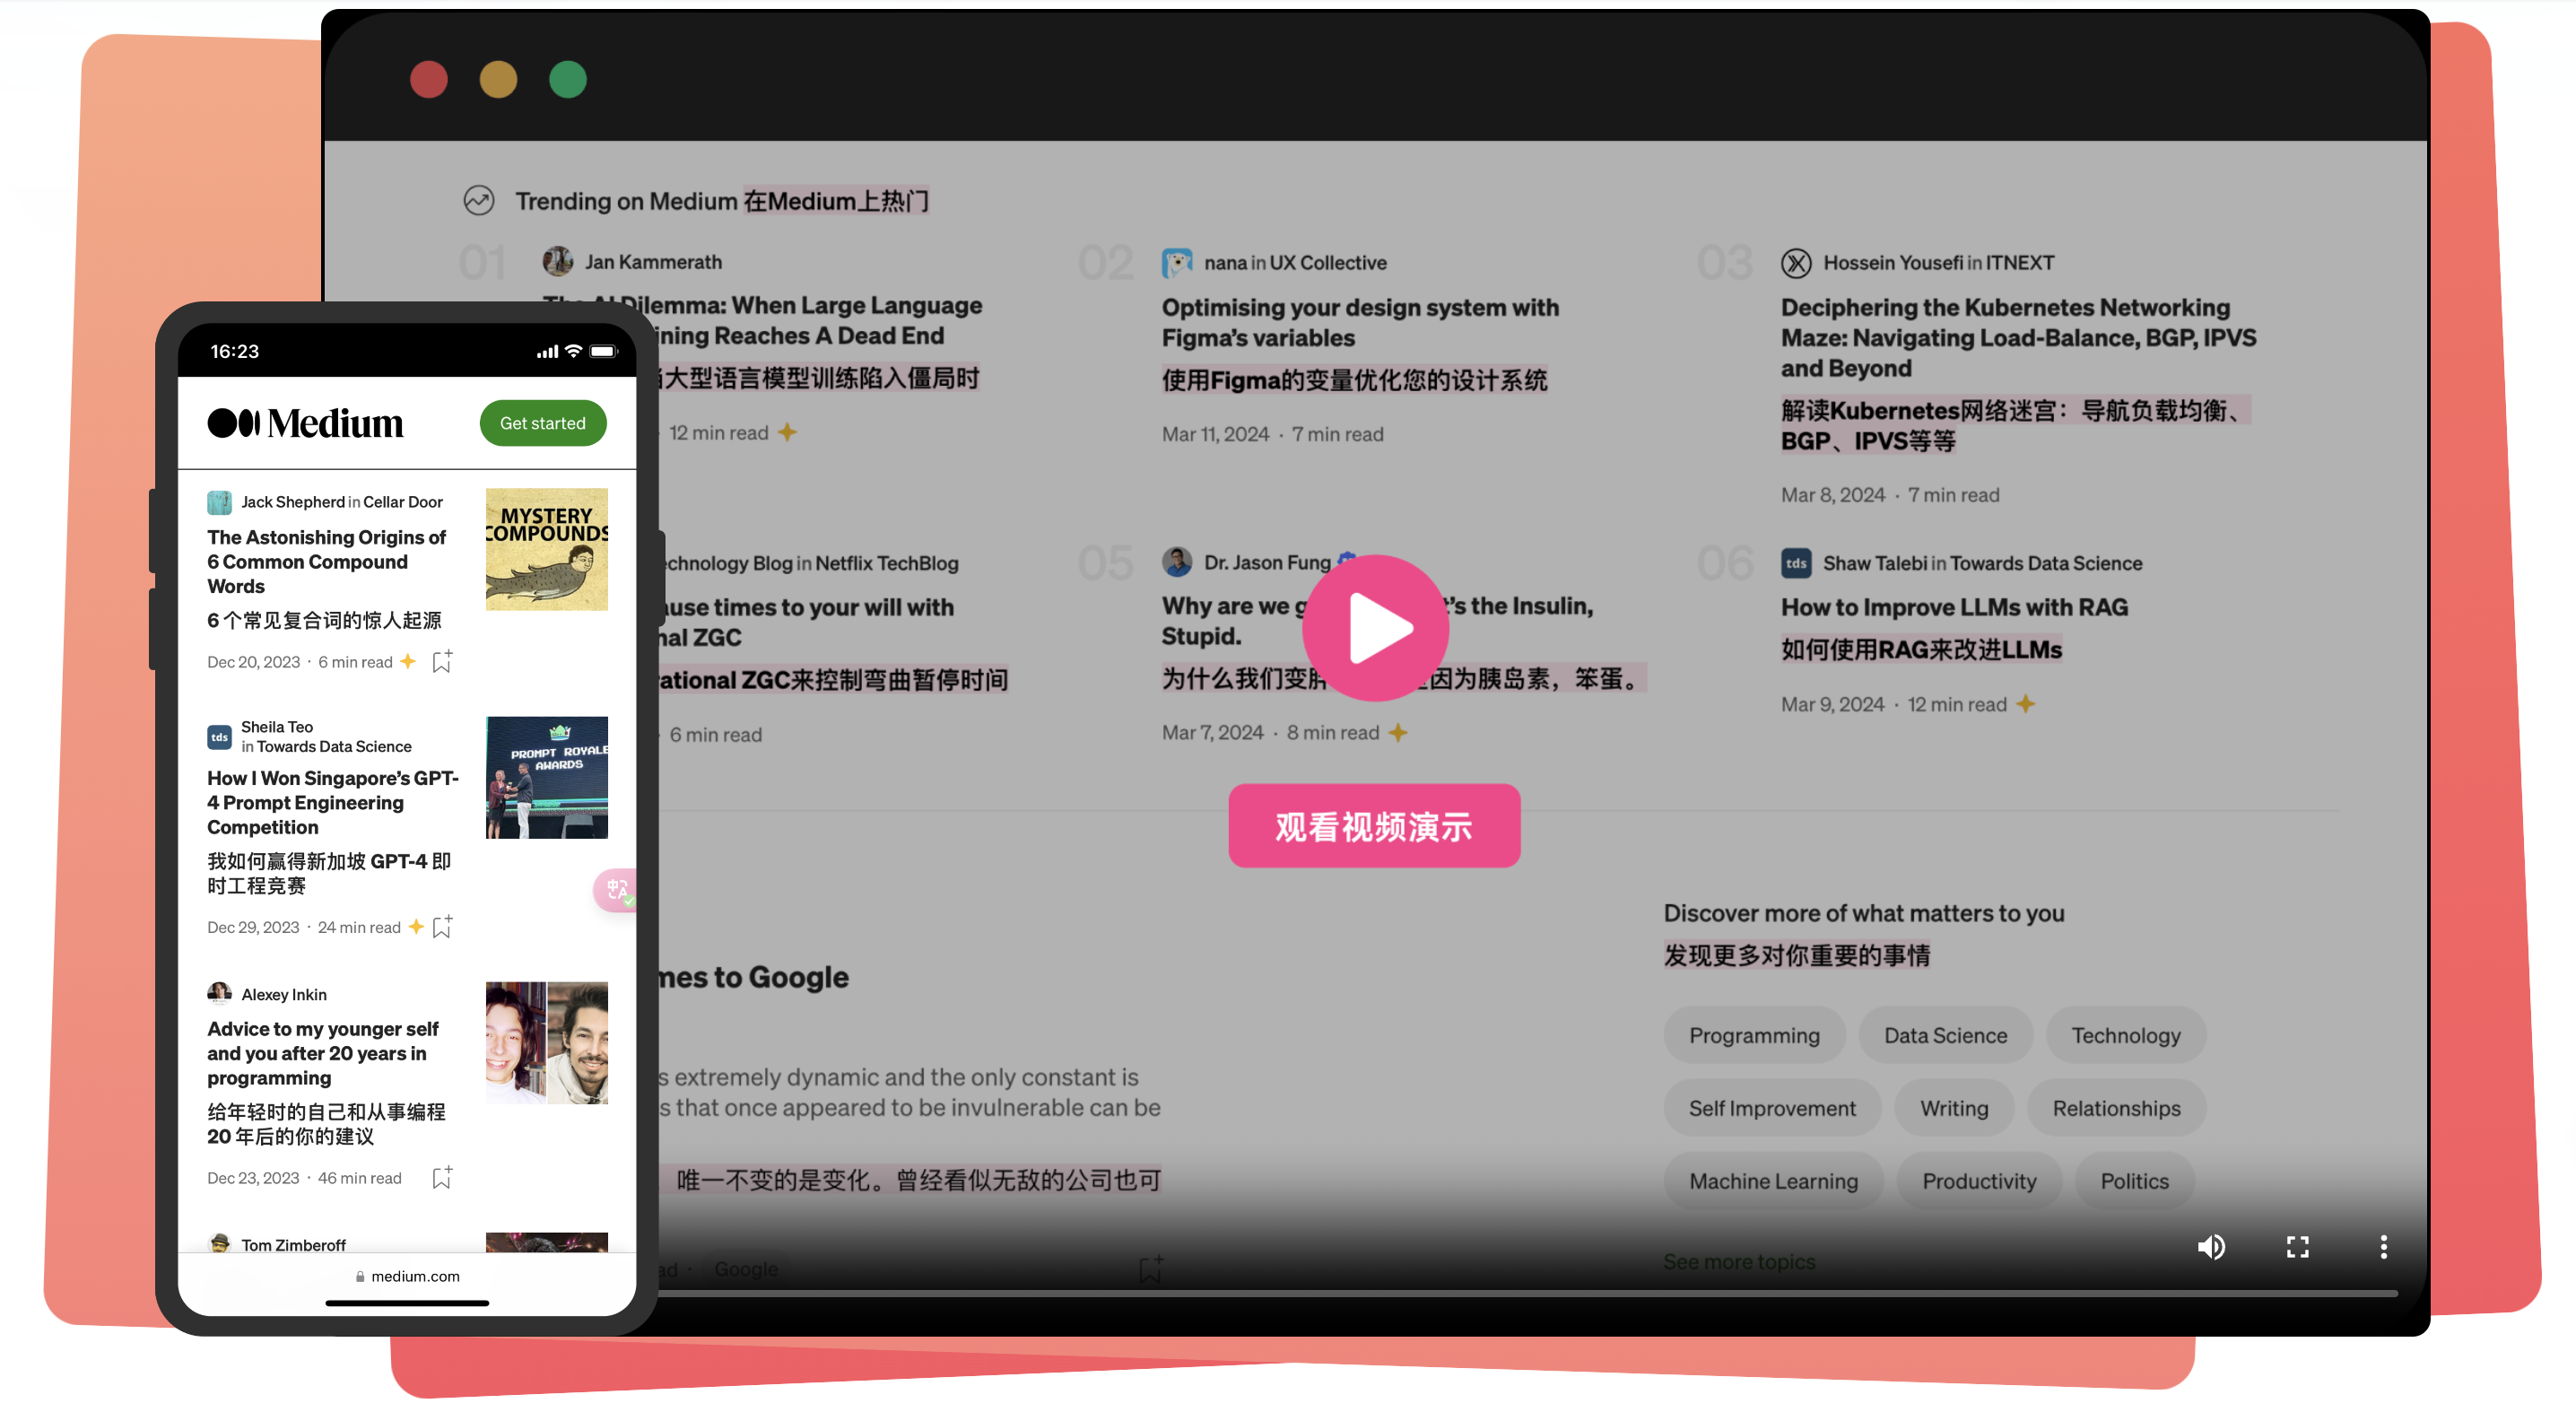 Trending on Medium 在Medium上热门
01
Jan Kammerath
The AI Dilemma: When Large Language
ining Reaches A Dead End
当大型语言模型训练陷入僵局时
12 min read
02
nana in UX Collective
Optimising your design system with
Figma's variables
使用Figma的变量优化您的设计系统
Mar 11, 2024 · 7 min read
03
Hossein Yousefi in ITNEXT
Deciphering the Kubernetes Networking
Maze: Navigating Load-Balance, BGP, IPVS
and Beyond
解读Kubernetes网络迷宫：导航负载均衡、
BGP、IPVS等等
Mar 8, 2024 · 7 min read
echnology Blog in Netflix TechBlog
ause times to your will with
nal ZGC
rational ZGC来控制弯曲暂停时间
6 min read
05
Dr. Jason Fung
Why are we g 's the Insulin,
Stupid.
为什么我们变胖 因为胰岛素，笨蛋。
Mar 7, 2024 · 8 min read
06
tds
Shaw Talebi in Towards Data Science
How to Improve LLMs with RAG
如何使用RAG来改进LLMs
Mar 9, 2024 · 12 min read
观看视频演示
mes to Google
s extremely dynamic and the only constant is
s that once appeared to be invulnerable can be
唯一不变的是变化。曾经看似无敌的公司也可
ad · Google
Discover more of what matters to you
发现更多对你重要的事情
Programming
Data Science
Technology
Self Improvement
Writing
Relationships
Machine Learning
Productivity
Politics
See more topics
16:23
Medium
Get started
Jack Shepherd in Cellar Door
The Astonishing Origins of
6 Common Compound
Words
6 个常见复合词的惊人起源
Dec 20, 2023 · 6 min read
MYSTERY
COMPOUNDS
tds
Sheila Teo
in Towards Data Science
How I Won Singapore's GPT-
4 Prompt Engineering
Competition
我如何赢得新加坡 GPT-4 即
时工程竞赛
Dec 29, 2023 · 24 min read
PROMPT ROYALE
AWARDS
中A
Alexey Inkin
Advice to my younger self
and you after 20 years in
programming
给年轻时的自己和从事编程
20 年后的你的建议
Dec 23, 2023 · 46 min read
Tom Zimberoff
medium.com